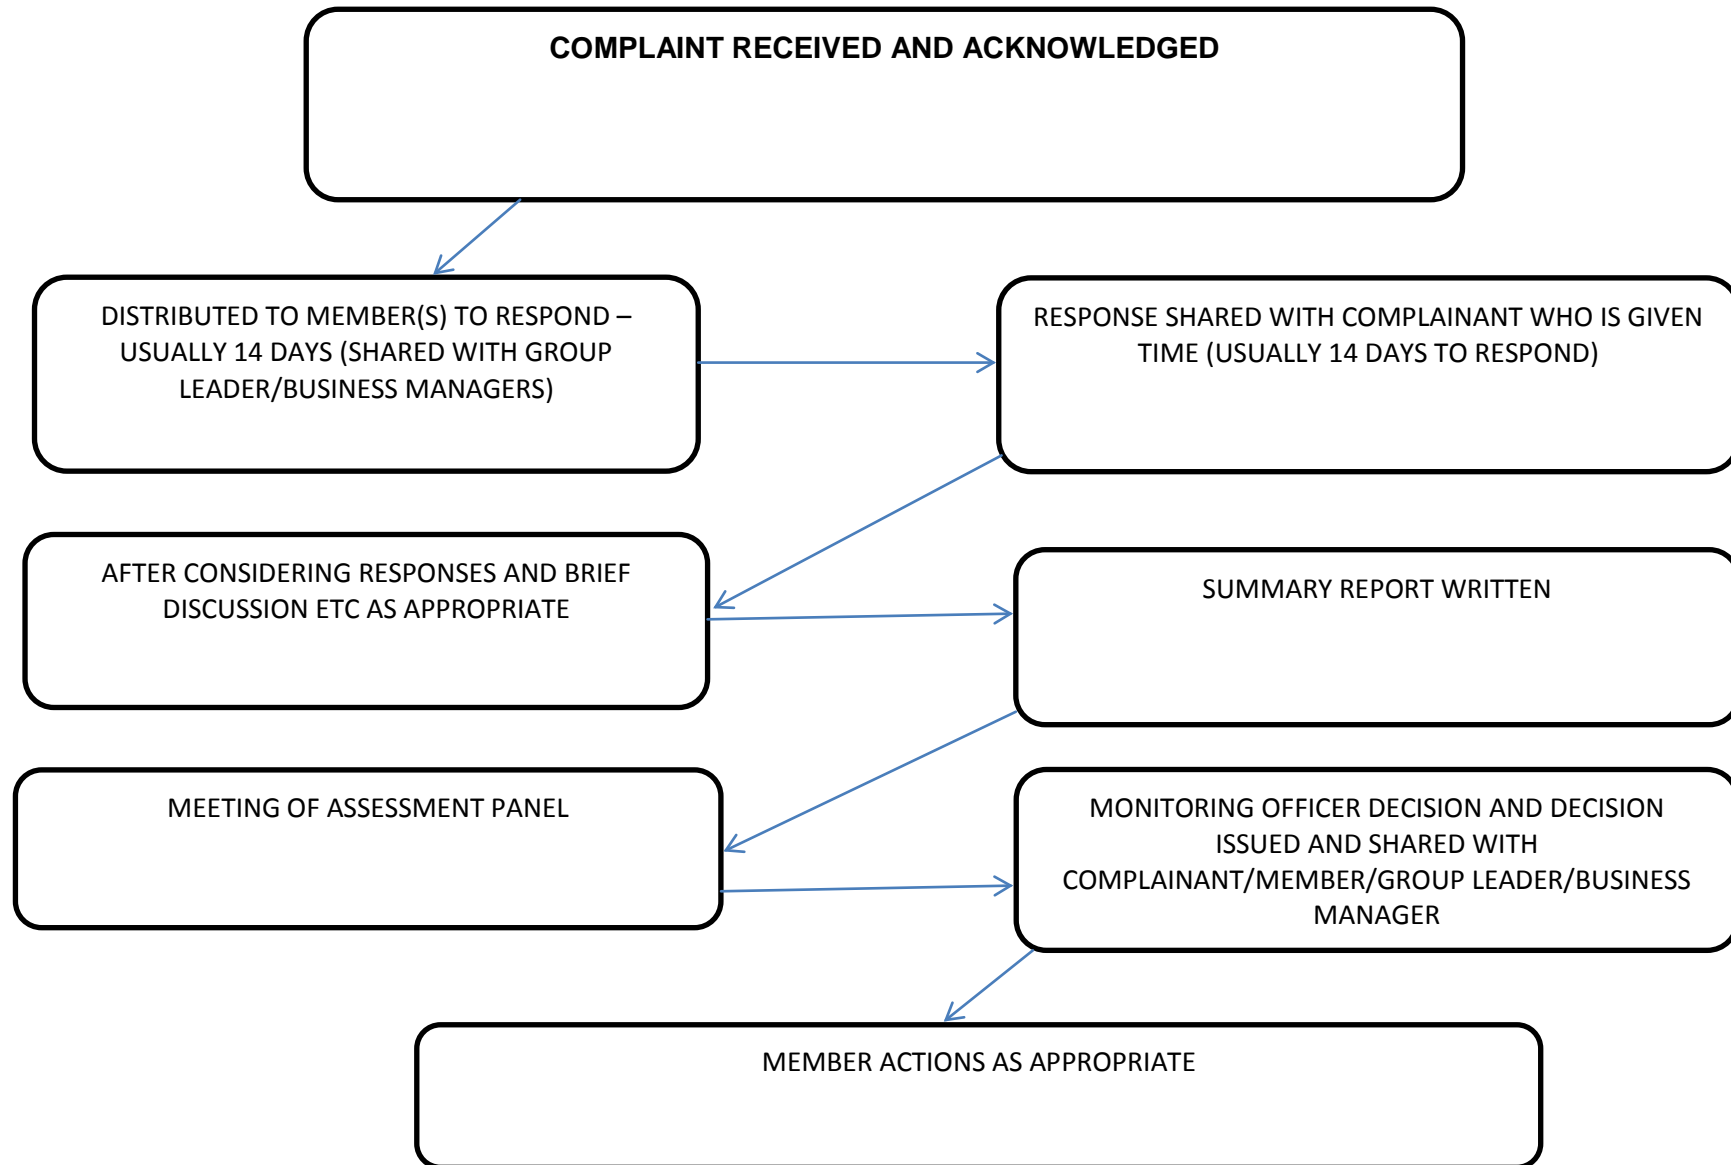 COMPLAINT RECEIVED AND ACKNOWLEDGED
DISTRIBUTED TO MEMBER(S) TO RESPOND –
USUALLY 14 DAYS (SHARED WITH GROUP
LEADER/BUSINESS MANAGERS)
RESPONSE SHARED WITH COMPLAINANT WHO IS GIVEN
TIME (USUALLY 14 DAYS TO RESPOND)
AFTER CONSIDERING RESPONSES AND BRIEF
DISCUSSION ETC AS APPROPRIATE
SUMMARY REPORT WRITTEN
MEETING OF ASSESSMENT PANEL
MONITORING OFFICER DECISION AND DECISION
ISSUED AND SHARED WITH
COMPLAINANT/MEMBER/GROUP LEADER/BUSINESS
MANAGER
MEMBER ACTIONS AS APPROPRIATE